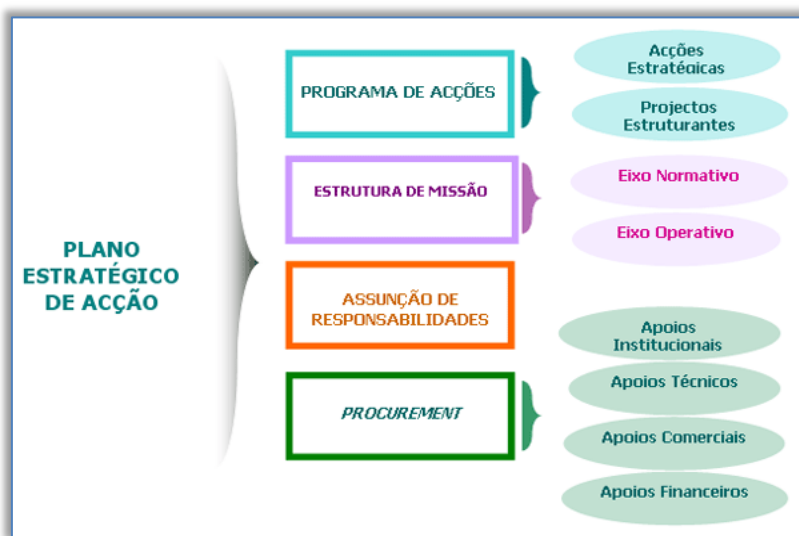 PLANO
ESTRATÉGICO
DE ACÇÃO
PROGRAMA DE ACÇÕES
Acções
Estratégicas
Projectos
Estruturantes
ESTRUTURA DE MISSÃO
Eixo Normativo
Eixo Operativo
ASSUNÇÃO DE
RESPONSABILIDADES
PROCUREMENT
Apoios
Institucionais
Apoios Técnicos
Apoios Comerciais
Apoios Financeiros